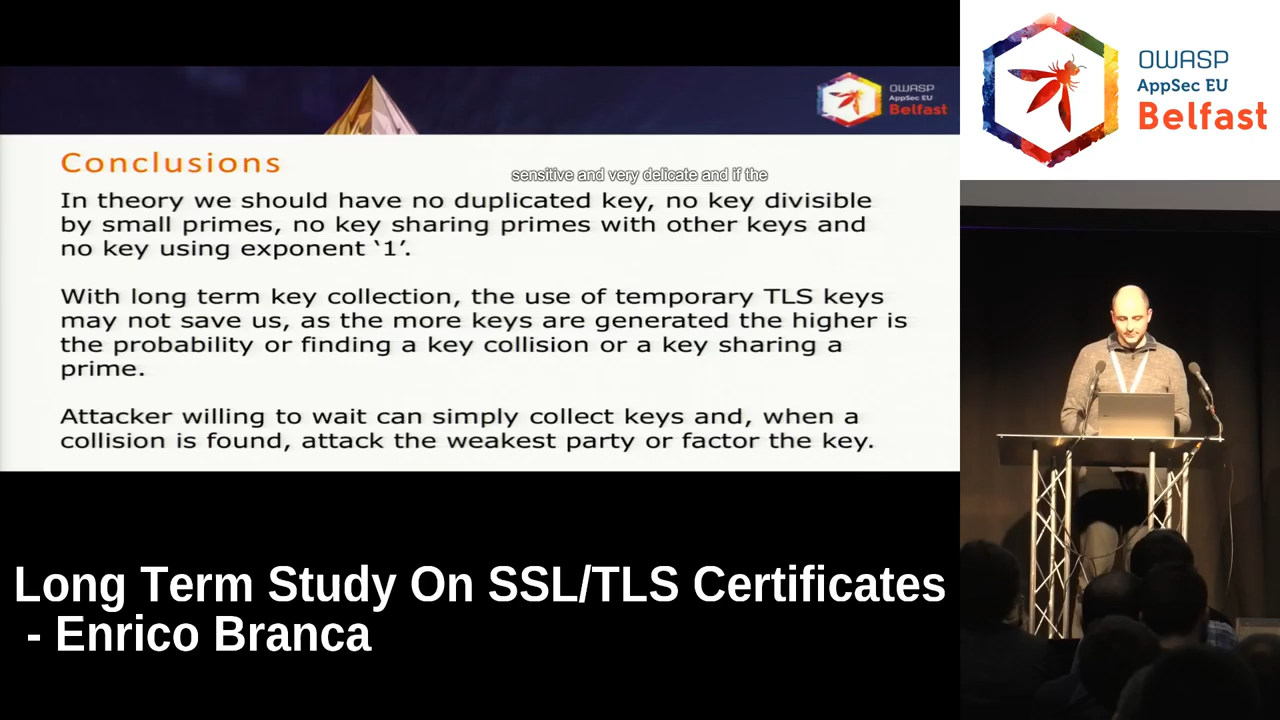 OWASP
AppSec EU
Belfast
OWASP
AppSec EU
Belfast
Conclusions
sensitive and very delicate and if the
In theory we should have no duplicated key, no key divisible
by small primes, no key sharing primes with other keys and
no key using exponent ‘1’.
With long term key collection, the use of temporary TLS keys
may not save us, as the more keys are generated the higher is
the probability or finding a key collision or a key sharing a
prime.
Attacker willing to wait can simply collect keys and, when a
collision is found, attack the weakest party or factor the key.
Long Term Study On SSL/TLS Certificates
- Enrico Branca